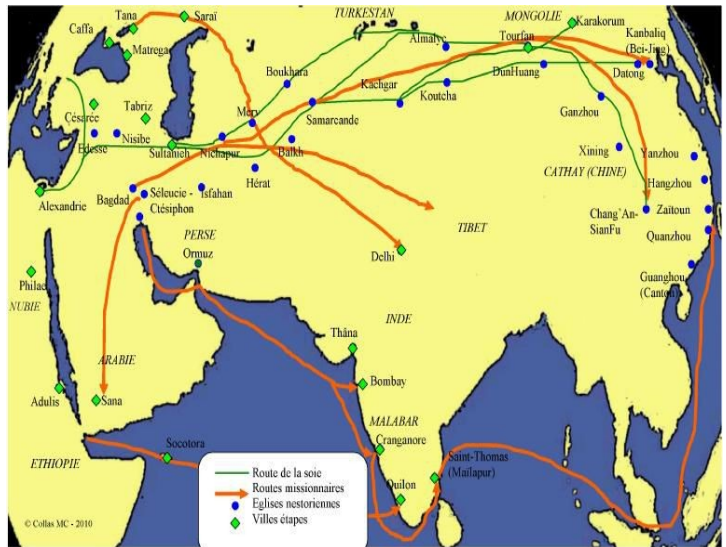 TURKESTAN
MONGOLIE
Tana
Saraï
Karakorum
Caffa
Matrega
Almalye
Tourfan
Kanbaliq
(Bei-Jing)
Boukhara
Kachgar
Koutcha
DunHuang
Datong
Césarée
Tabriz
Merv
Samarcande
Ganzhou
Edesse
Nisibe
Sultanieh
Nichapur
Balkh
Xining
Yanzhou
Hérat
CATHAY (CHINE)
Hangzhou
Alexandrie
Bagdad
Séleucie -
Ctésiphon
Isfahan
Chang`An-
SianFu
Zaïtoun
PERSE
TIBET
Quanzhou
Ormuz
Delhi
Philae
Guanghou
(Canton)
NUBIE
INDE
Thâna
ARABIE
Bombay
Adulis
Sana
MALABAR
Cranganore
ETHIOPIE
Socotora
Saint-Thomas
(Maïlapur)
Quilon
Route de la soie
Routes missionnaires
Eglises nestoriennes
Villes étapes
© Collas MC - 2010